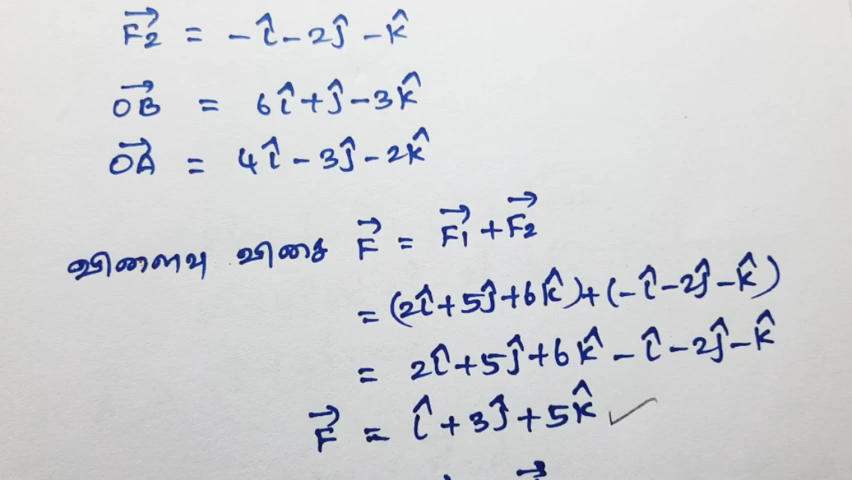 F₂⃗ = -î - 2ĵ - k̂
OB⃗ = 6î + ĵ - 3k̂
OA⃗ = 4î - 3ĵ - 2k̂
விளைவு விசை F⃗ = F₁⃗ + F₂⃗
= (2î + 5ĵ + 6k̂) + (-î - 2ĵ - k̂)
= 2î + 5ĵ + 6k̂ - î - 2ĵ - k̂
F⃗ = î + 3ĵ + 5k̂ ✓